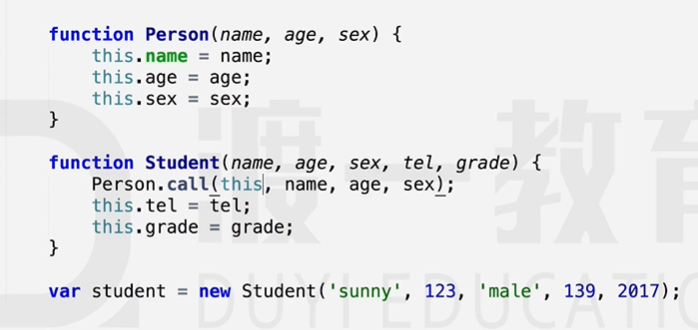 function Person(name, age, sex) {
    this.name = name;
    this.age = age;
    this.sex = sex;
}
function Student(name, age, sex, tel, grade) {
    Person.call(this, name, age, sex);
    this.tel = tel;
    this.grade = grade;
}
var student = new Student('sunny', 123, 'male', 139, 2017);
渡一教育
DUYI EDUCATIO